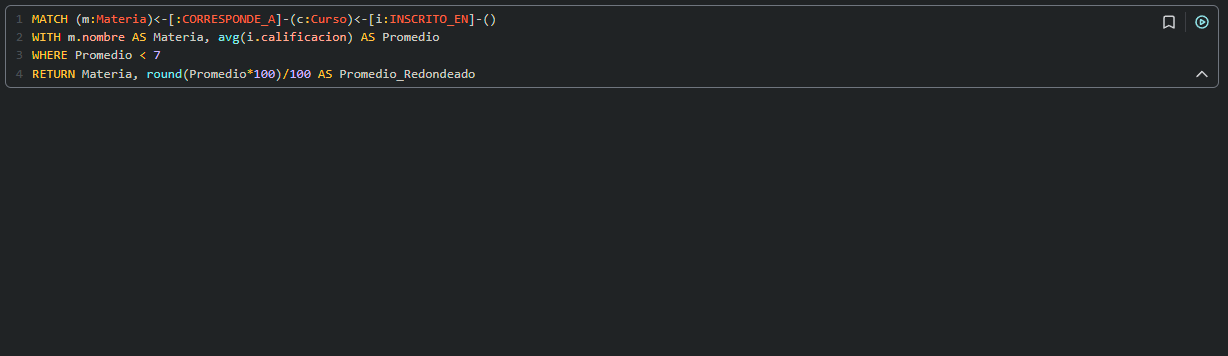 1 MATCH (m:Materia)<-[:CORRESPONDE_A]-(c:Curso)<-[i:INSCRITO_EN]-()
2 WITH m.nombre AS Materia, avg(i.calificacion) AS Promedio
3 WHERE Promedio < 7
4 RETURN Materia, round(Promedio*100)/100 AS Promedio_Redondeado